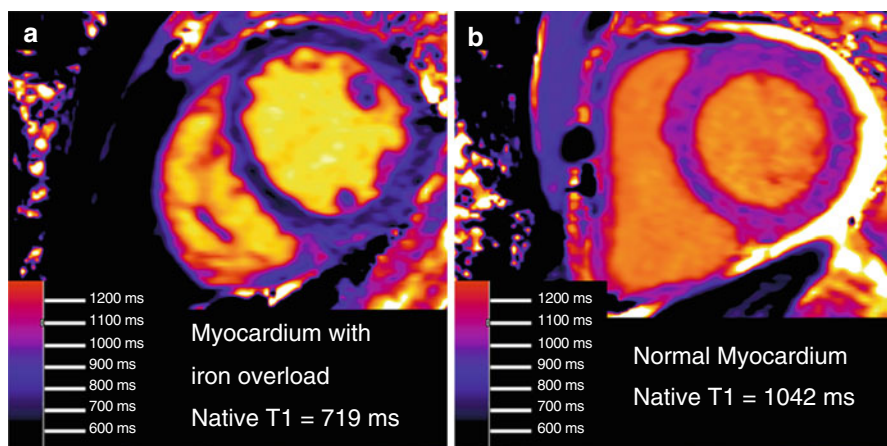 a
1200 ms
1100 ms
1000 ms
900 ms
800 ms
700 ms
600 ms
Myocardium with
iron overload
Native T1 = 719 ms
b
1200 ms
1100 ms
1000 ms
900 ms
800 ms
700 ms
600 ms
Normal Myocardium
Native T1 = 1042 ms